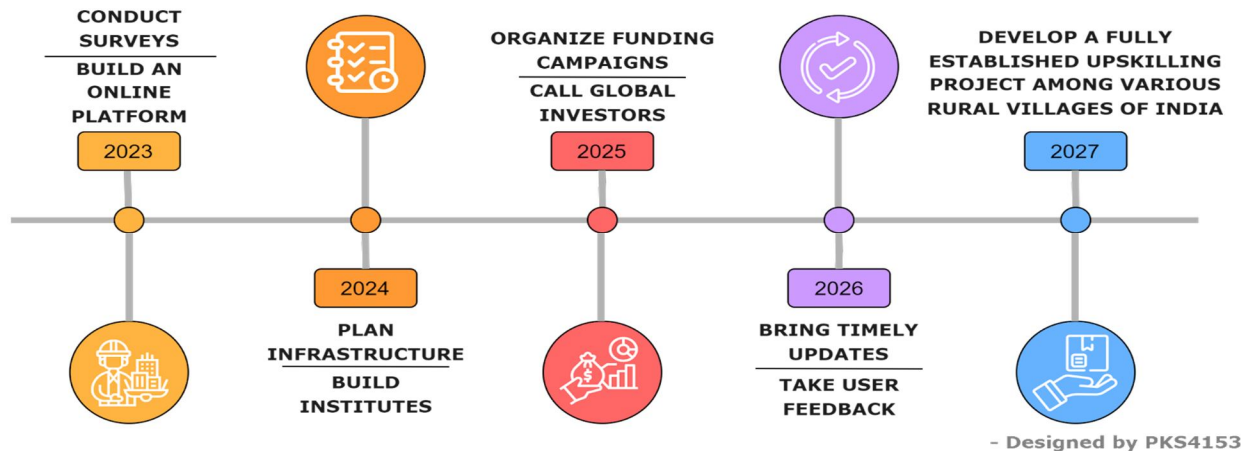 CONDUCT
SURVEYS
BUILD AN
ONLINE
PLATFORM
2023
2024
PLAN
INFRASTRUCTURE
BUILD
INSTITUTES
ORGANIZE FUNDING
CAMPAIGNS
CALL GLOBAL
INVESTORS
2025
$
2026
BRING TIMELY
UPDATES
TAKE USER
FEEDBACK
DEVELOP A FULLY
ESTABLISHED UPSKILLING
PROJECT AMONG VARIOUS
RURAL VILLAGES OF INDIA
2027
- Designed by PKS4153